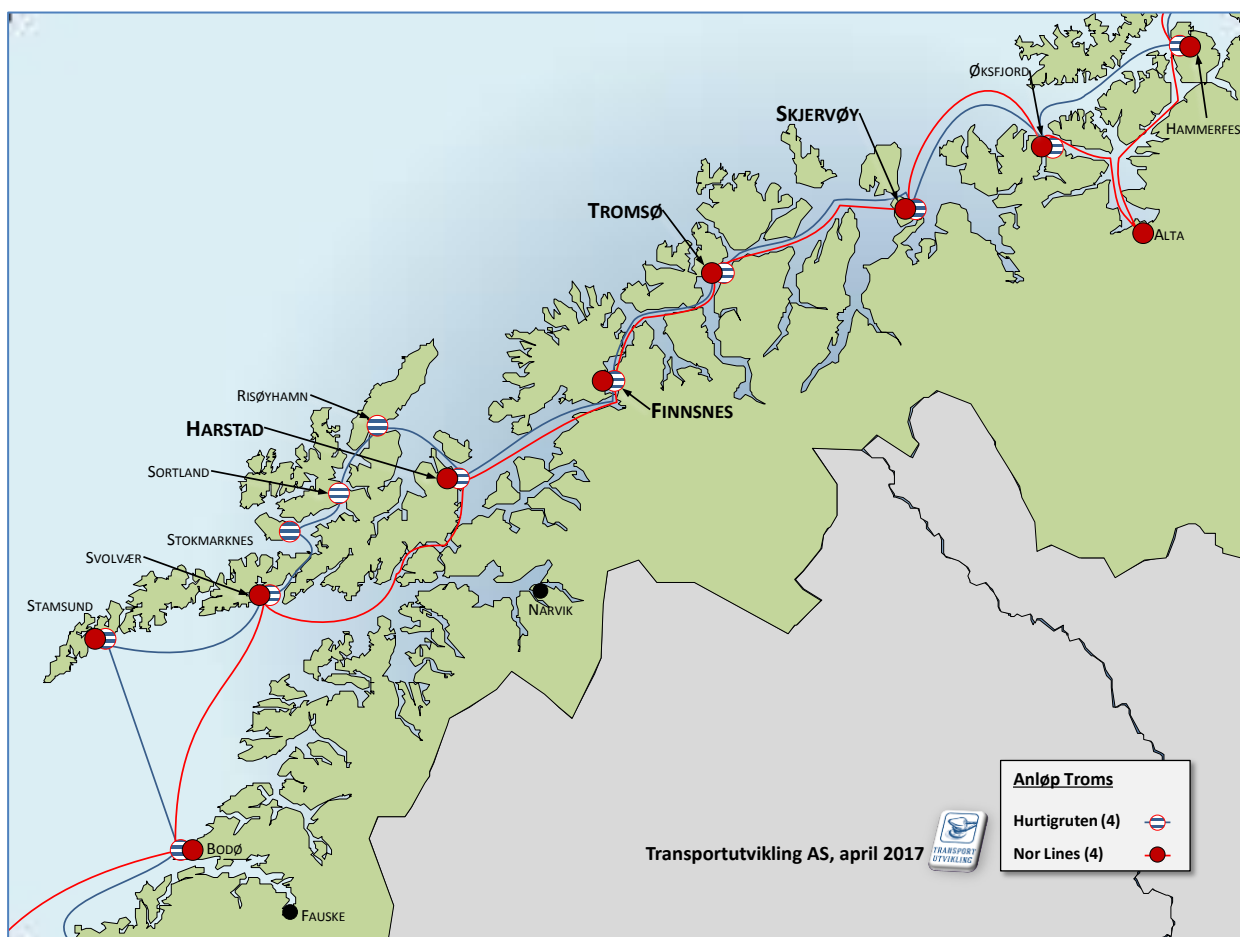 ØKSFJORD
SKJERVØY
HAMMERFES
TROMSØ
ALTA
RISØYHAMN
FINNSNES
HARSTAD
SORTLAND
STOKMARKNES
SVOLVÆR
NARVIK
STAMSUND
Anløp Troms
Hurtigruten (4)
Nor Lines (4)
Transportutvikling AS, april 2017
TRANSPORT
UTVIKLING
BODØ
FAUSKE